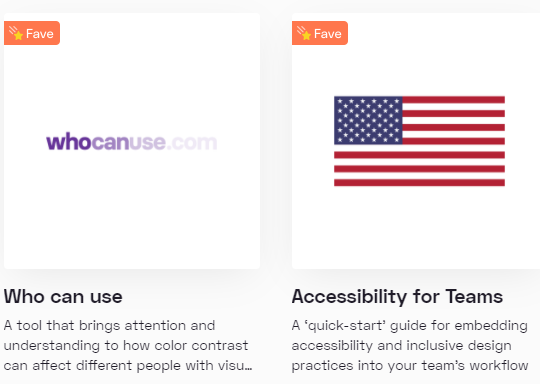 Fave
Fave
whocanuse.com
Who can use
A tool that brings attention and
understanding to how color contrast
can affect different people with visu...
Accessibility for Teams
A ‘quick-start’ guide for embedding
accessibility and inclusive design
practices into your team’s workflow